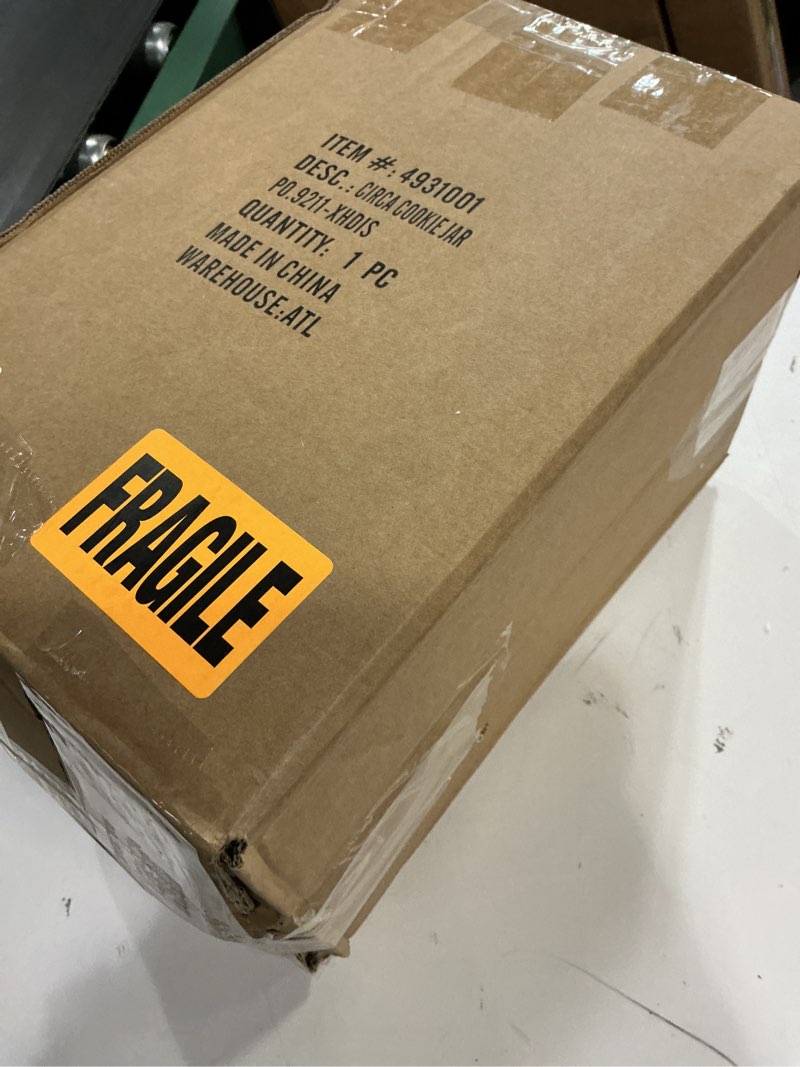 ITEM #: 4931001
DESC.: CIRCA COOKIE JAR
PO.9211-XHDIS
QUANTITY: 1 PC
MADE IN CHINA
WAREHOUSE:ATL
FRAGILE